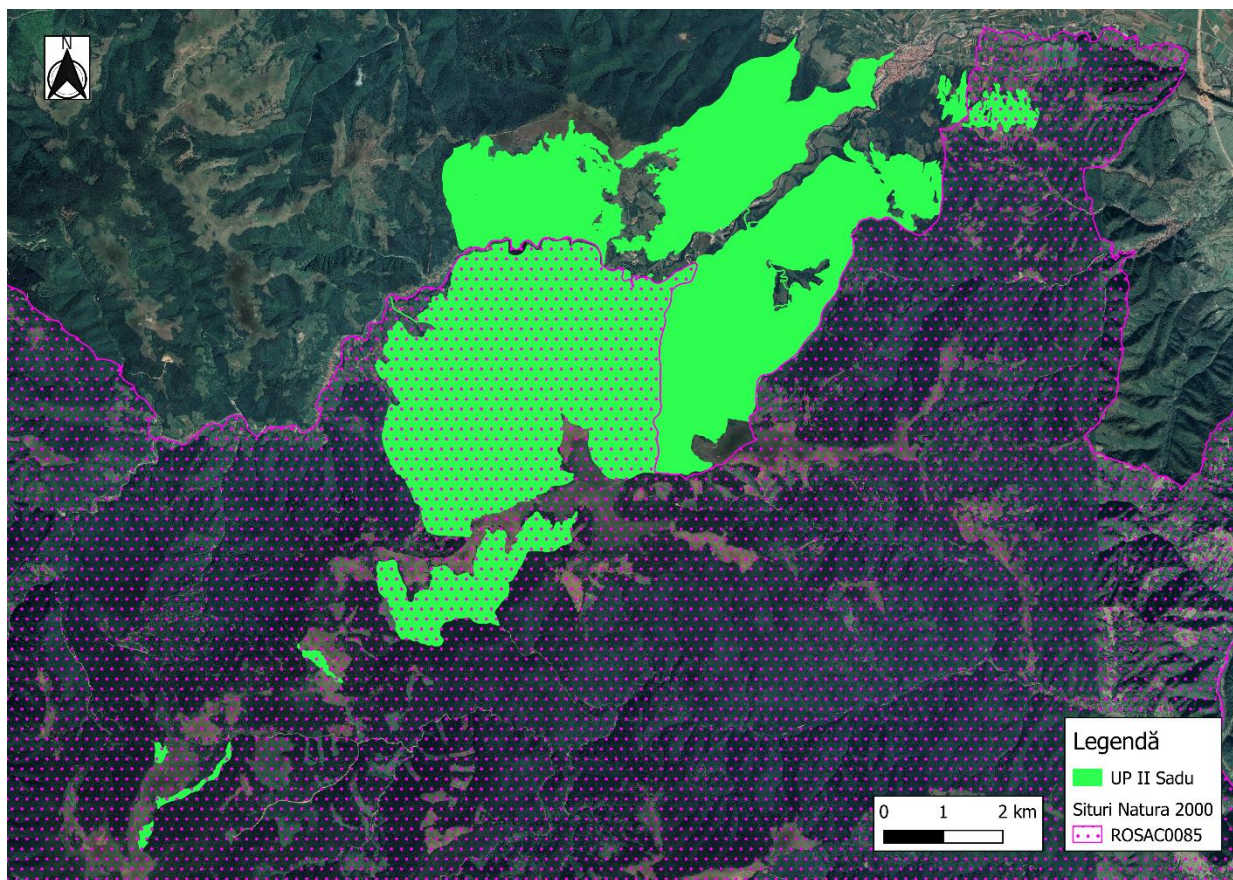 N
Legendă
UP II Sadu
Situri Natura 2000
ROSAC0085
0 1 2 km